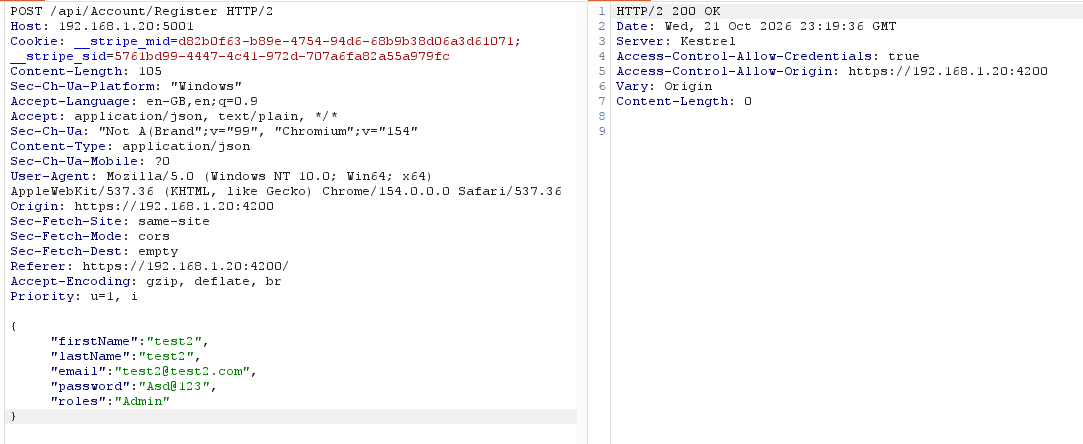 POST /api/Account/Register HTTP/2
Host: 192.168.1.20:5001
Cookie: __stripe_mid=d82b0f63-b89e-4754-94d6-68b9b38d06a3d61071;
__stripe_sid=5761bd99-4447-4c41-972d-707a6fa82a55a979fc
Content-Length: 105
Sec-Ch-Ua-Platform: "Windows"
Accept-Language: en-GB,en;q=0.9
Accept: application/json, text/plain, */*
Sec-Ch-Ua: "Not A(Brand";v="99", "Chromium";v="154"
Content-Type: application/json
Sec-Ch-Ua-Mobile: ?0
User-Agent: Mozilla/5.0 (Windows NT 10.0; Win64; x64)
AppleWebKit/537.36 (KHTML, like Gecko) Chrome/154.0.0.0 Safari/537.36
Origin: https://192.168.1.20:4200
Sec-Fetch-Site: same-site
Sec-Fetch-Mode: cors
Sec-Fetch-Dest: empty
Referer: https://192.168.1.20:4200/
Accept-Encoding: gzip, deflate, br
Priority: u=1, i
{
"firstName":"test2",
"lastName":"test2",
"email":"test2@test2.com",
"password":"Asd@123",
"roles":"Admin"
}
1 HTTP/2 200 OK
2 Date: Wed, 21 Oct 2026 23:19:36 GMT
3 Server: Kestrel
4 Access-Control-Allow-Credentials: true
5 Access-Control-Allow-Origin: https://192.168.1.20:4200
6 Vary: Origin
7 Content-Length: 0
8
9